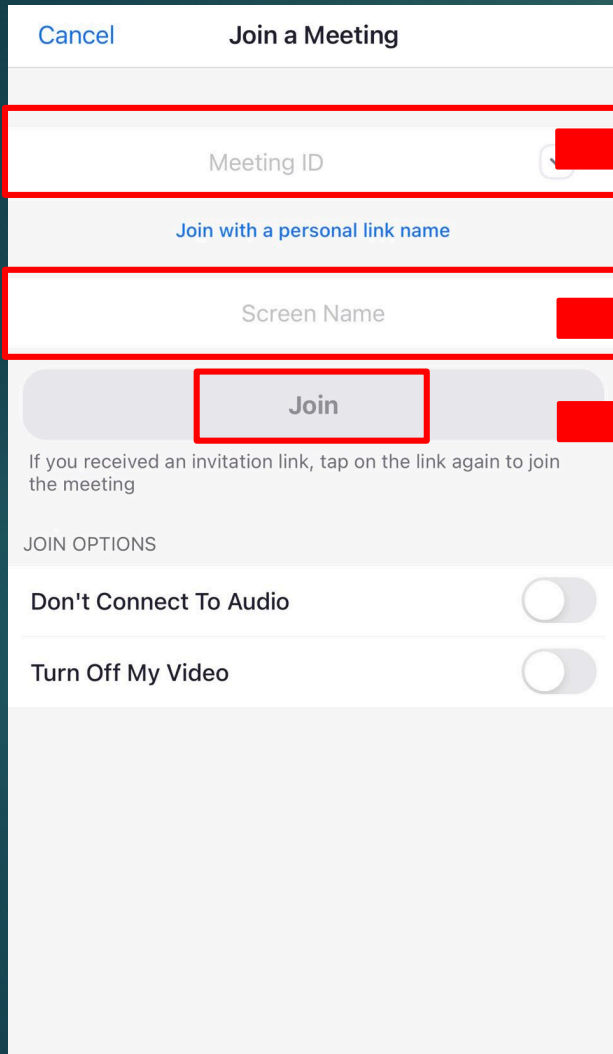 Cancel
Join a Meeting
Meeting ID
Join with a personal link name
Screen Name
Join
If you received an invitation link, tap on the link again to join
the meeting
JOIN OPTIONS
Don't Connect To Audio
Turn Off My Video